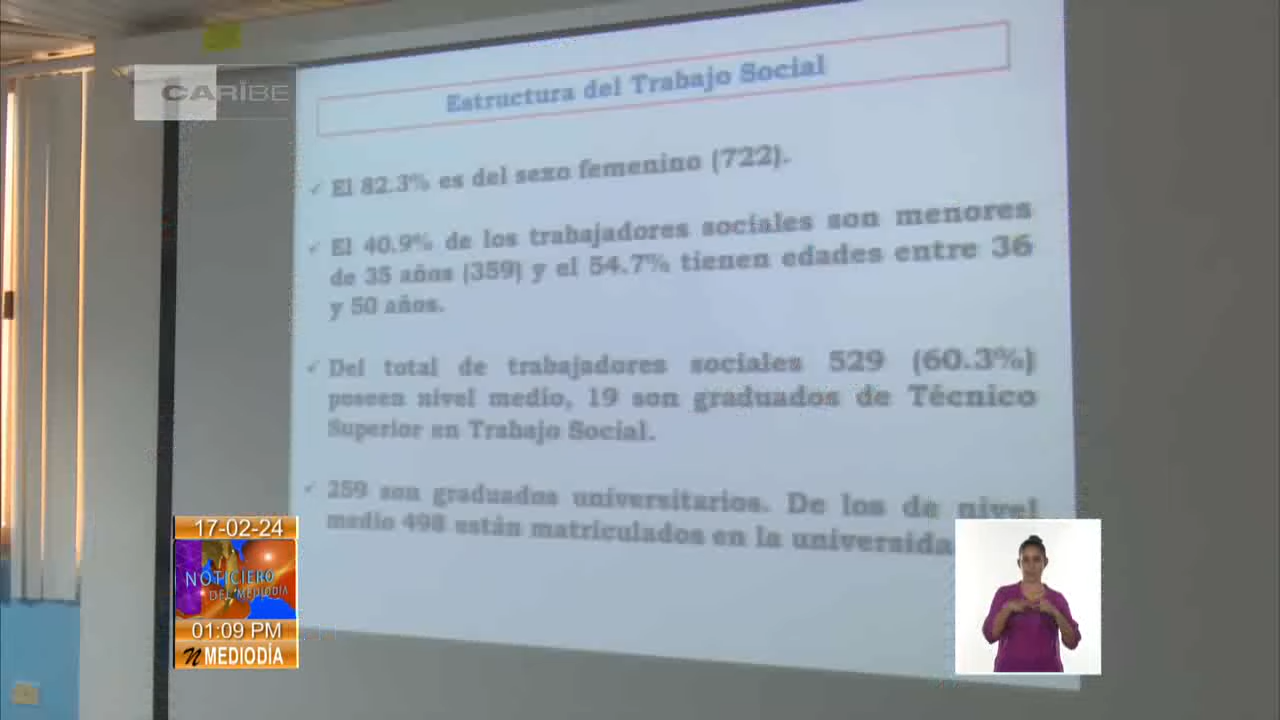 CARIBE
Estructura del Trabajo Social
✓ El 82.3% es del sexo femenino (722).
✓ El 40.9% de los trabajadores sociales son menores
de 35 años (359) y el 54.7% tienen edades entre 36
y 50 años.
✓ Del total de trabajadores sociales 529 (60.3%)
poseen nivel medio, 19 son graduados de Técnico
Superior en Trabajo Social.
✓ 259 son graduados universitarios. De los de nivel
medio 498 están matriculados en la universida
17-02-24
NOTICIERO
DEL MEDIODÍA
01:09 PM
MEDIODÍA